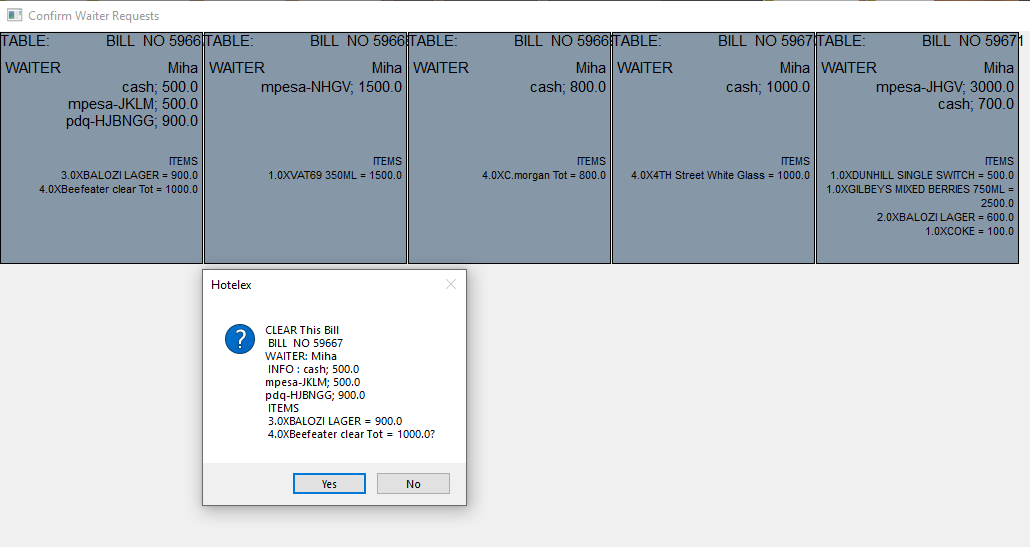 Confirm Waiter Requests
TABLE: BILL NO 5966
WAITER Miha
cash; 500.0
mpesa-JKLM; 500.0
pdq-HJBNGG; 900.0
ITEMS
3.0XBALOZI LAGER = 900.0
4.0XBeefeater clear Tot = 1000.0
TABLE: BILL NO 5966
WAITER Miha
mpesa-NHGV; 1500.0
ITEMS
1.0XVAT69 350ML = 1500.0
TABLE: BILL NO 5966
WAITER Miha
cash; 800.0
ITEMS
4.0XC.morgan Tot = 800.0
TABLE: BILL NO 5967
WAITER Miha
cash; 1000.0
ITEMS
4.0X4TH Street White Glass = 1000.0
TABLE: BILL NO 59671
WAITER Miha
mpesa-JHGV; 3000.0
cash; 700.0
ITEMS
1.0XDUNHILL SINGLE SWITCH = 500.0
1.0XGILBEYS MIXED BERRIES 750ML =
2500.0
2.0XBALOZI LAGER = 600.0
1.0XCOKE = 100.0
Hotelex
CLEAR This Bill
BILL NO 59667
WAITER: Miha
INFO : cash; 500.0
mpesa-JKLM; 500.0
pdq-HJBNGG; 900.0
ITEMS
3.0XBALOZI LAGER = 900.0
4.0XBeefeater clear Tot = 1000.0?
Yes
No